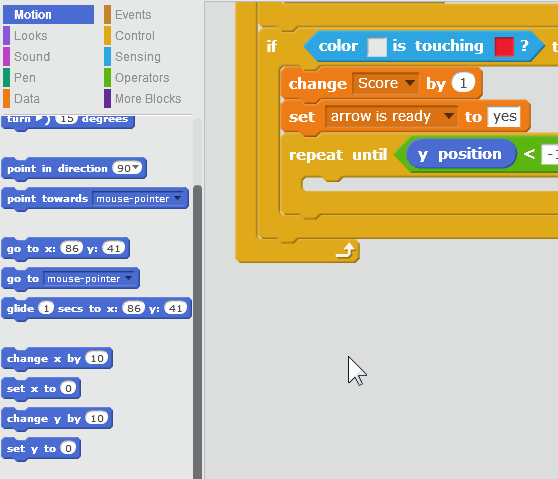 Motion
Events
Looks
Control
Sound
Sensing
Pen
Operators
Data
More Blocks
turn ) 15 degrees
point in direction 90▼
point towards mouse-pointer
go to x: 86 y: 41
go to mouse-pointer
glide 1 secs to x: 86 y: 41
change x by 10
set x to 0
change y by 10
set y to 0
if color is touching ? t
change Score by 1
set arrow is ready to yes
repeat until y position < -1